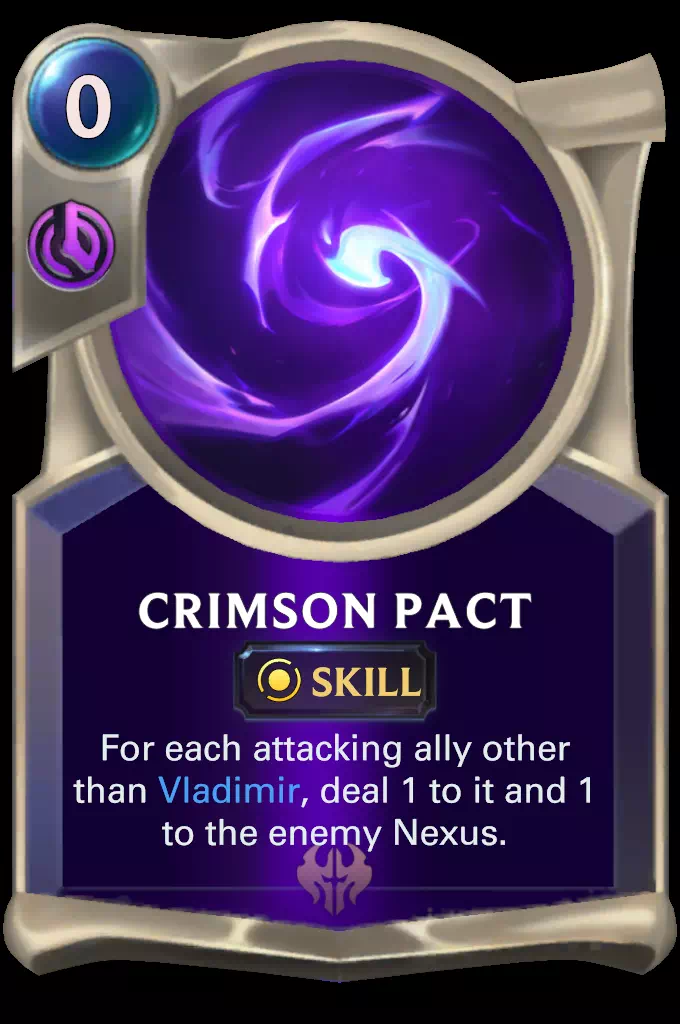 0
CRIMSON PACT
SKILL
For each attacking ally other
than Vladimir, deal 1 to it and 1
to the enemy Nexus.